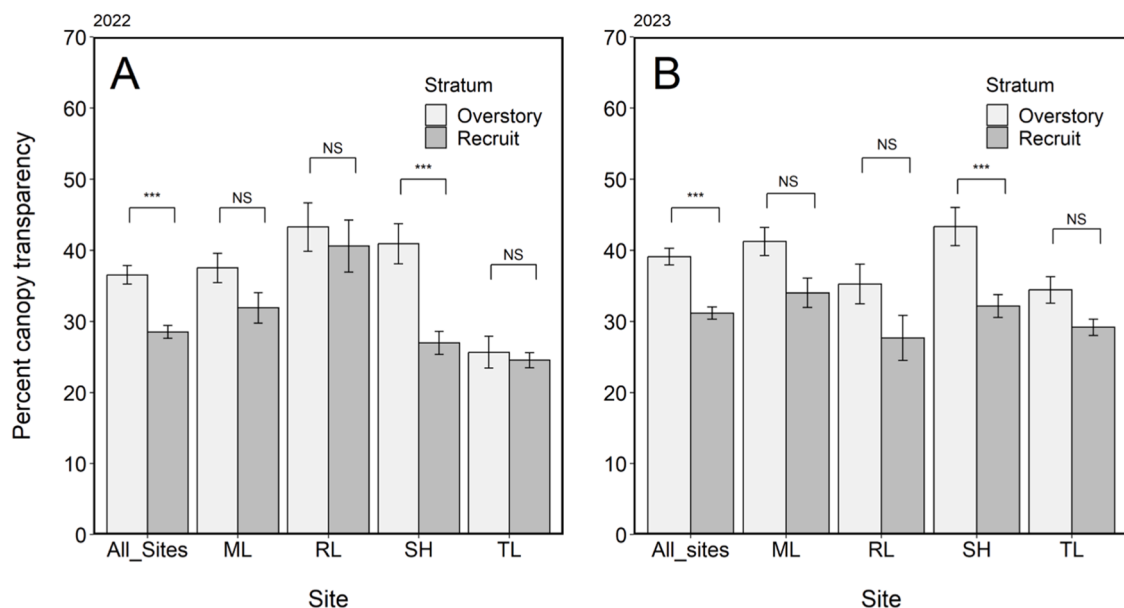 2022
A
Stratum
Overstory
Recruit
Percent canopy transparency
70
60
50
40
30
20
10
0
***
NS
NS
***
NS
All_Sites ML RL SH TL
Site
2023
B
Stratum
Overstory
Recruit
70
60
50
40
30
20
10
0
***
NS
NS
***
NS
All_sites ML RL SH TL
Site